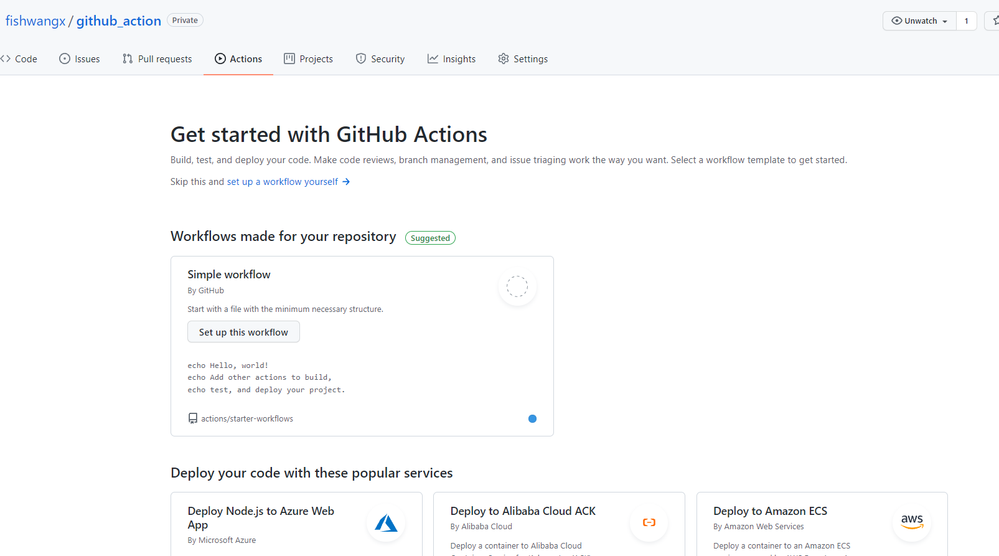 fishwangx / github_action Private
Unwatch 1
Code Issues Pull requests Actions Projects Security Insights Settings
Get started with GitHub Actions
Build, test, and deploy your code. Make code reviews, branch management, and issue triaging work the way you want. Select a workflow template to get started.
Skip this and set up a workflow yourself →
Workflows made for your repository Suggested
Simple workflow
By GitHub
Start with a file with the minimum necessary structure.
Set up this workflow
echo Hello, world!
echo Add other actions to build,
echo test, and deploy your project.
actions/starter-workflows
Deploy your code with these popular services
Deploy Node.js to Azure Web
App
By Microsoft Azure
Deploy to Alibaba Cloud ACK
By Alibaba Cloud
Deploy a container to Alibaba Cloud
Deploy to Amazon ECS
By Amazon Web Services
Deploy a container to an Amazon ECS
aws